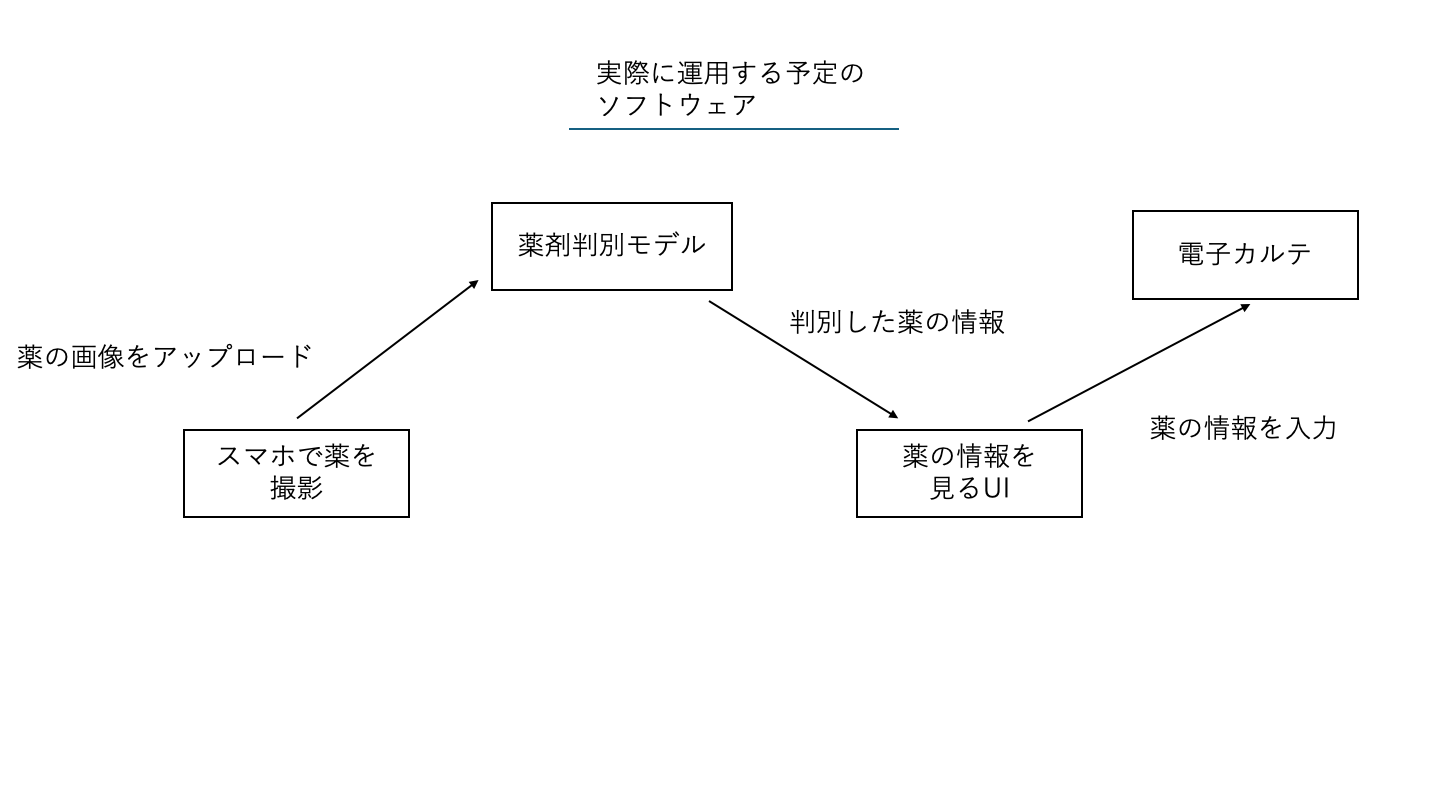 実際に運用する予定の
ソフトウェア
薬剤判別モデル
電子カルテ
判別した薬の情報
薬の画像をアップロード
薬の情報を入力
スマホで薬を
撮影
薬の情報を
見るUI